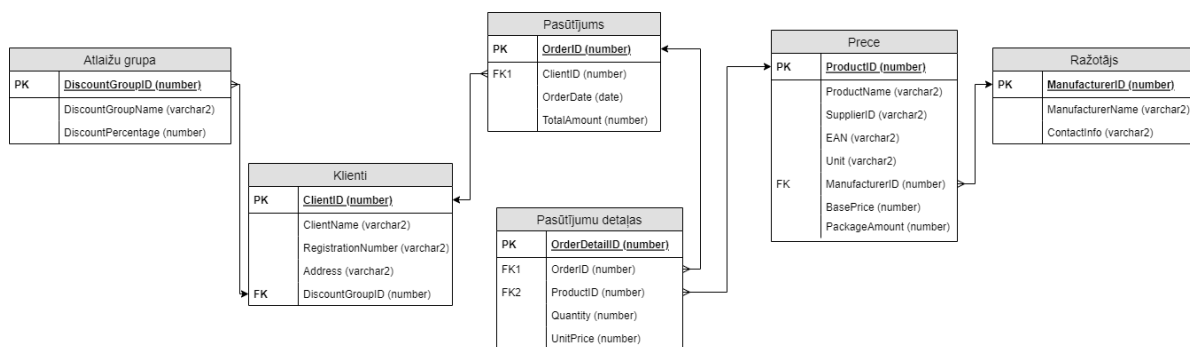 Atlaižu grupa
PK DiscountGroupID (number)
DiscountGroupName (varchar2)
DiscountPercentage (number)
Klienti
PK ClientID (number)
ClientName (varchar2)
RegistrationNumber (varchar2)
Address (varchar2)
FK DiscountGroupID (number)
Pasūtījums
PK OrderID (number)
FK1 ClientID (number)
OrderDate (date)
TotalAmount (number)
Pasūtījumu detaļas
PK OrderDetailID (number)
FK1 OrderID (number)
FK2 ProductID (number)
Quantity (number)
UnitPrice (number)
Prece
PK ProductID (number)
ProductName (varchar2)
SupplierID (varchar2)
EAN (varchar2)
Unit (varchar2)
FK ManufacturerID (number)
BasePrice (number)
PackageAmount (number)
Ražotājs
PK ManufacturerID (number)
ManufacturerName (varchar2)
ContactInfo (varchar2)